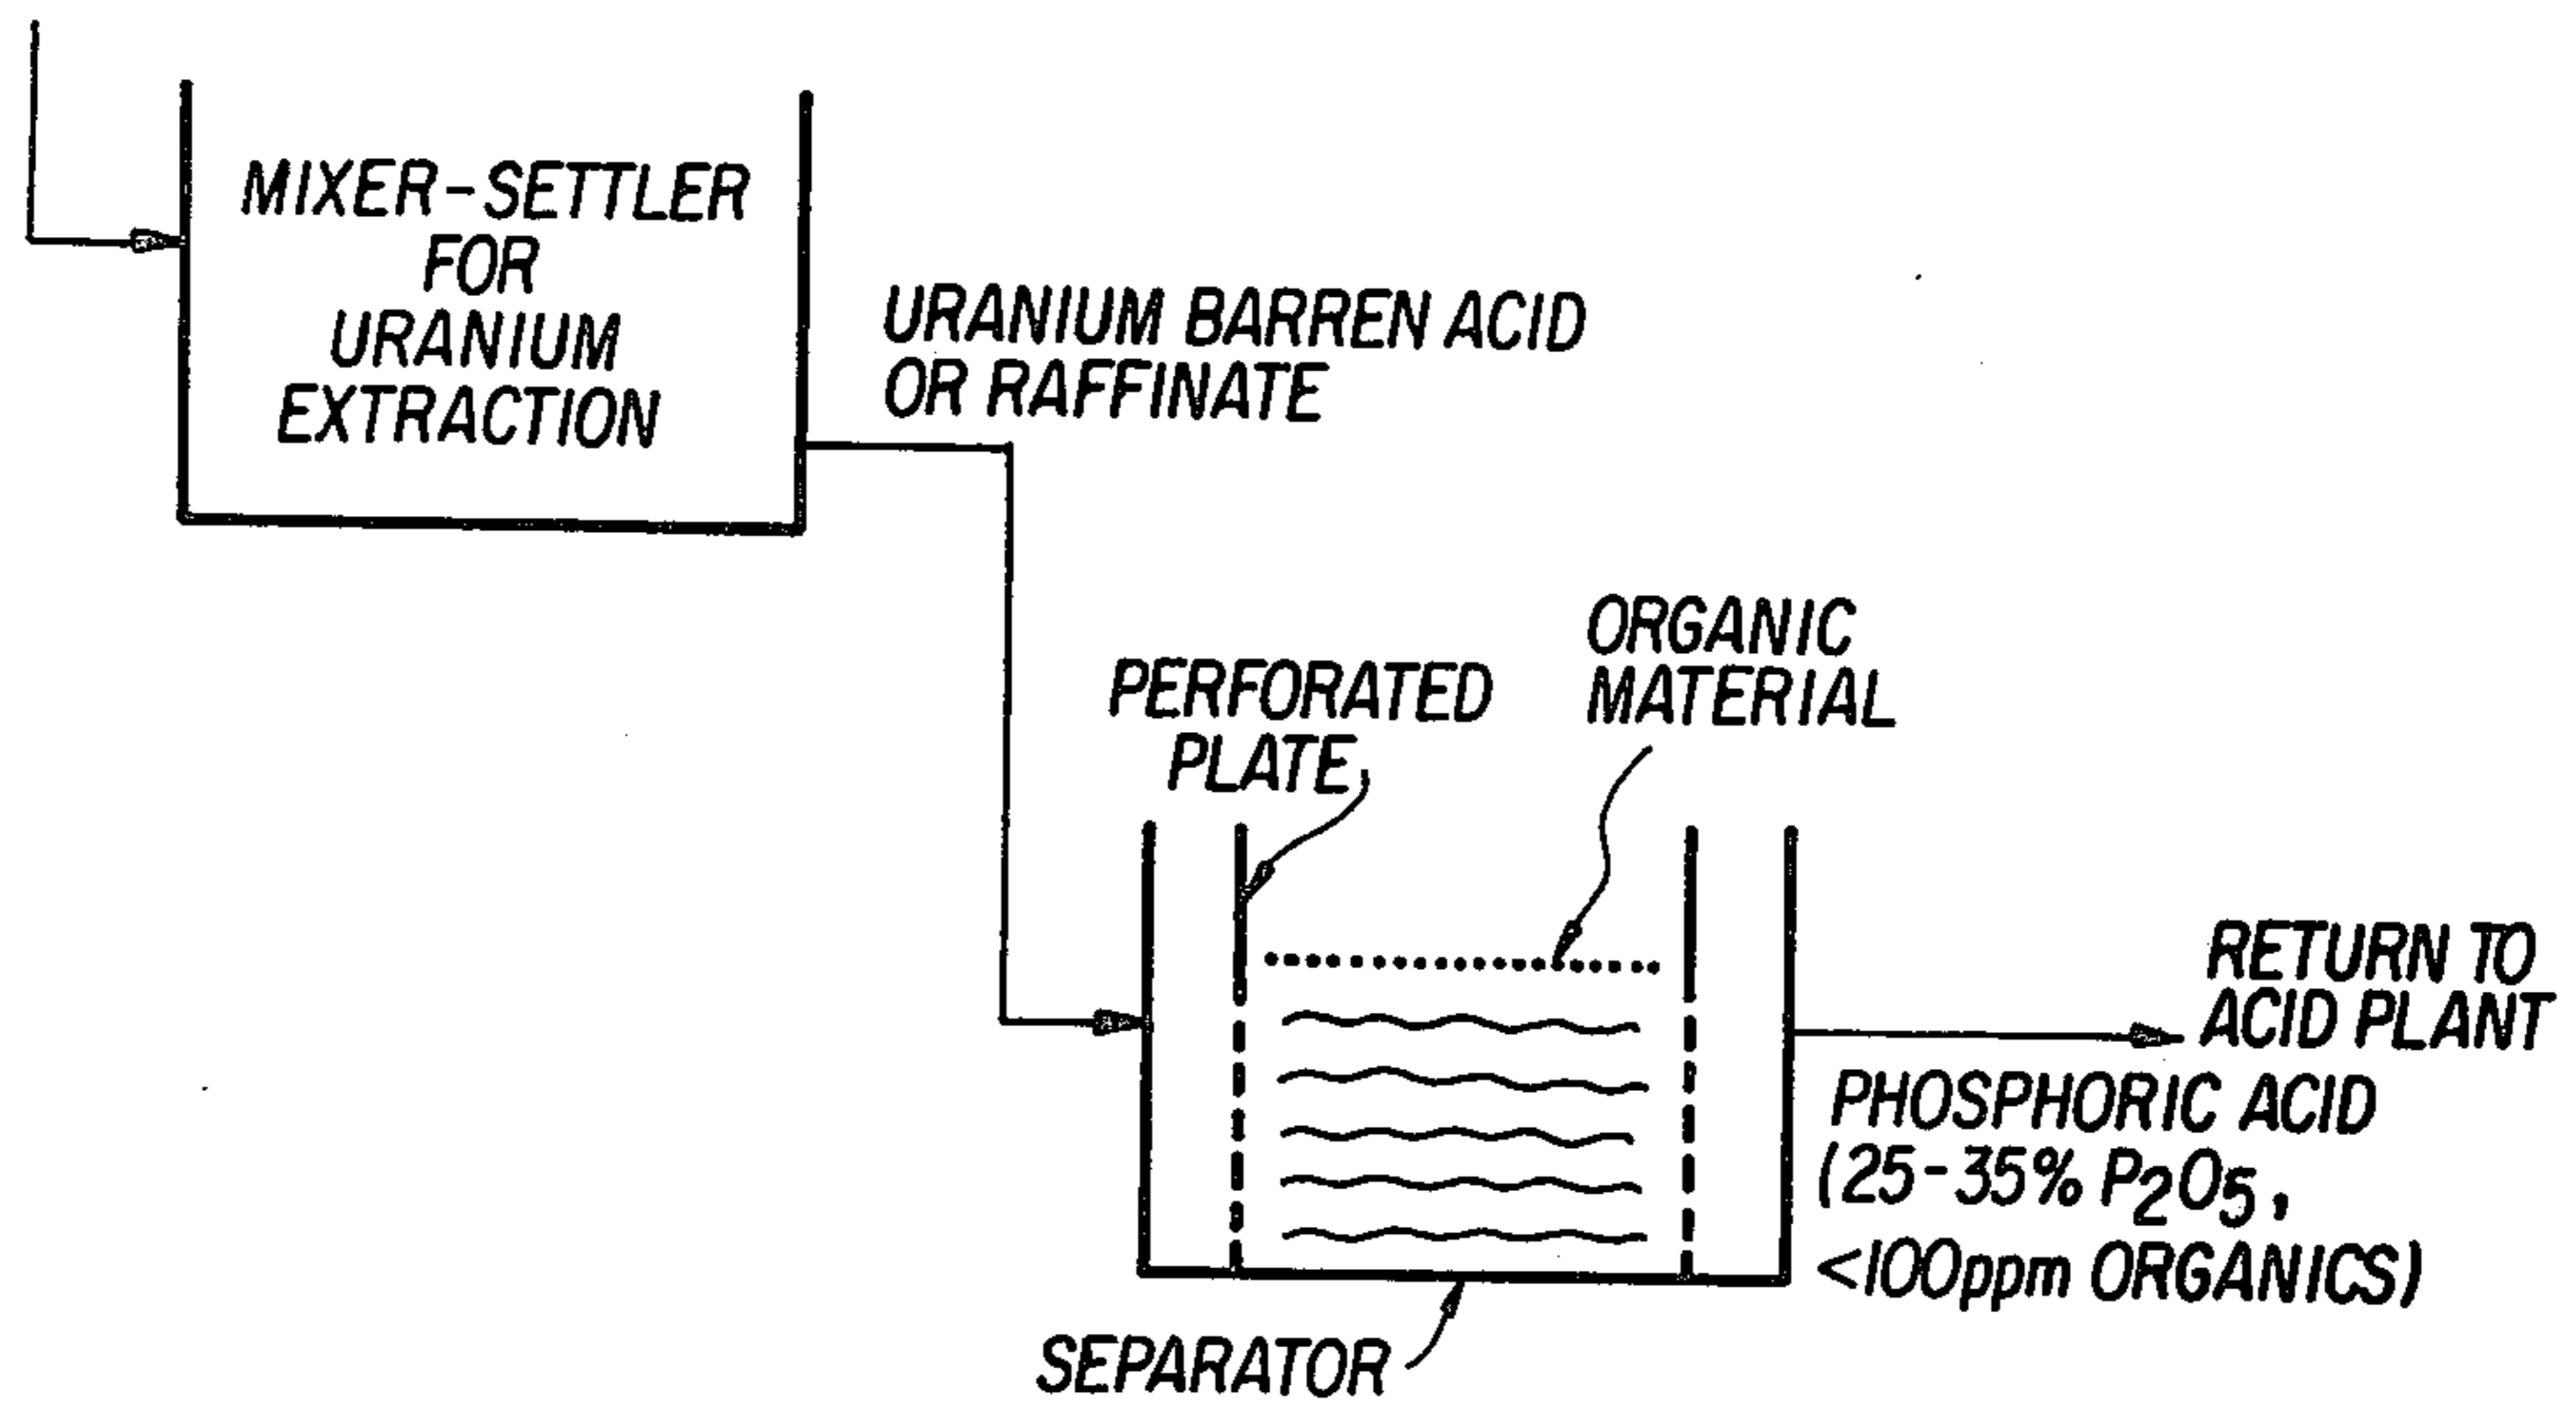 MIXER-SETTLER
FOR
URANIUM
EXTRACTION
URANIUM BARREN ACID
OR RAFFINATE
PERFORATED
PLATE
ORGANIC
MATERIAL
RETURN TO
ACID PLANT
PHOSPHORIC ACID
(25-35% P₂O₅,
<100ppm ORGANICS)
SEPARATOR